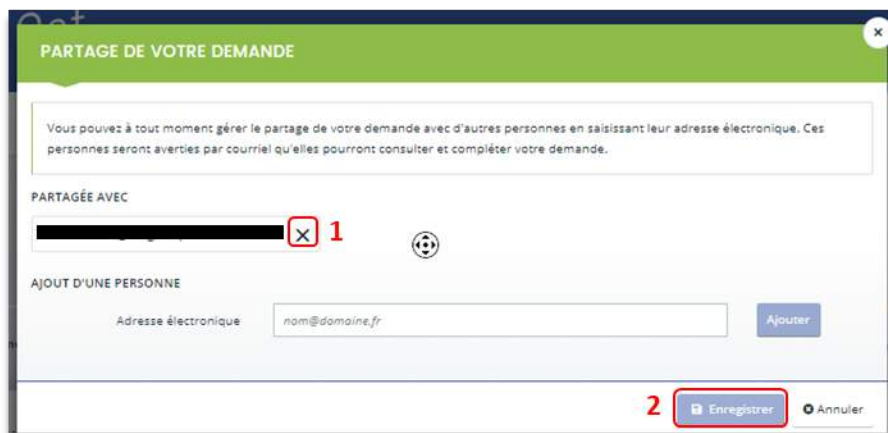 PARTAGE DE VOTRE DEMANDE
Vous pouvez à tout moment gérer le partage de votre demande avec d'autres personnes en saisissant leur adresse électronique. Ces
personnes seront averties par courriel qu'elles pourront consulter et compléter votre demande.
PARTAGÉE AVEC
1
AJOUT D'UNE PERSONNE
Adresse électronique nom@domaine.fr Ajouter
2 Enregistrer Annuler